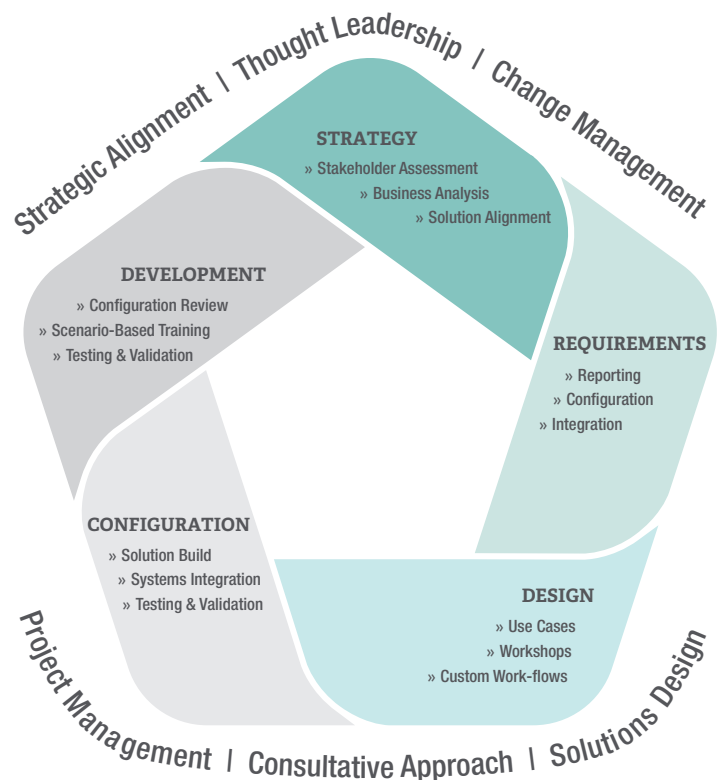 Strategic Alignment | Thought Leadership | Change Management
STRATEGY
» Stakeholder Assessment
» Business Analysis
» Solution Alignment
REQUIREMENTS
» Reporting
» Configuration
» Integration
DESIGN
» Use Cases
» Workshops
» Custom Work-flows
CONFIGURATION
» Solution Build
» Systems Integration
» Testing & Validation
DEVELOPMENT
» Configuration Review
» Scenario-Based Training
» Testing & Validation
Project Management | Consultative Approach | Solutions Design